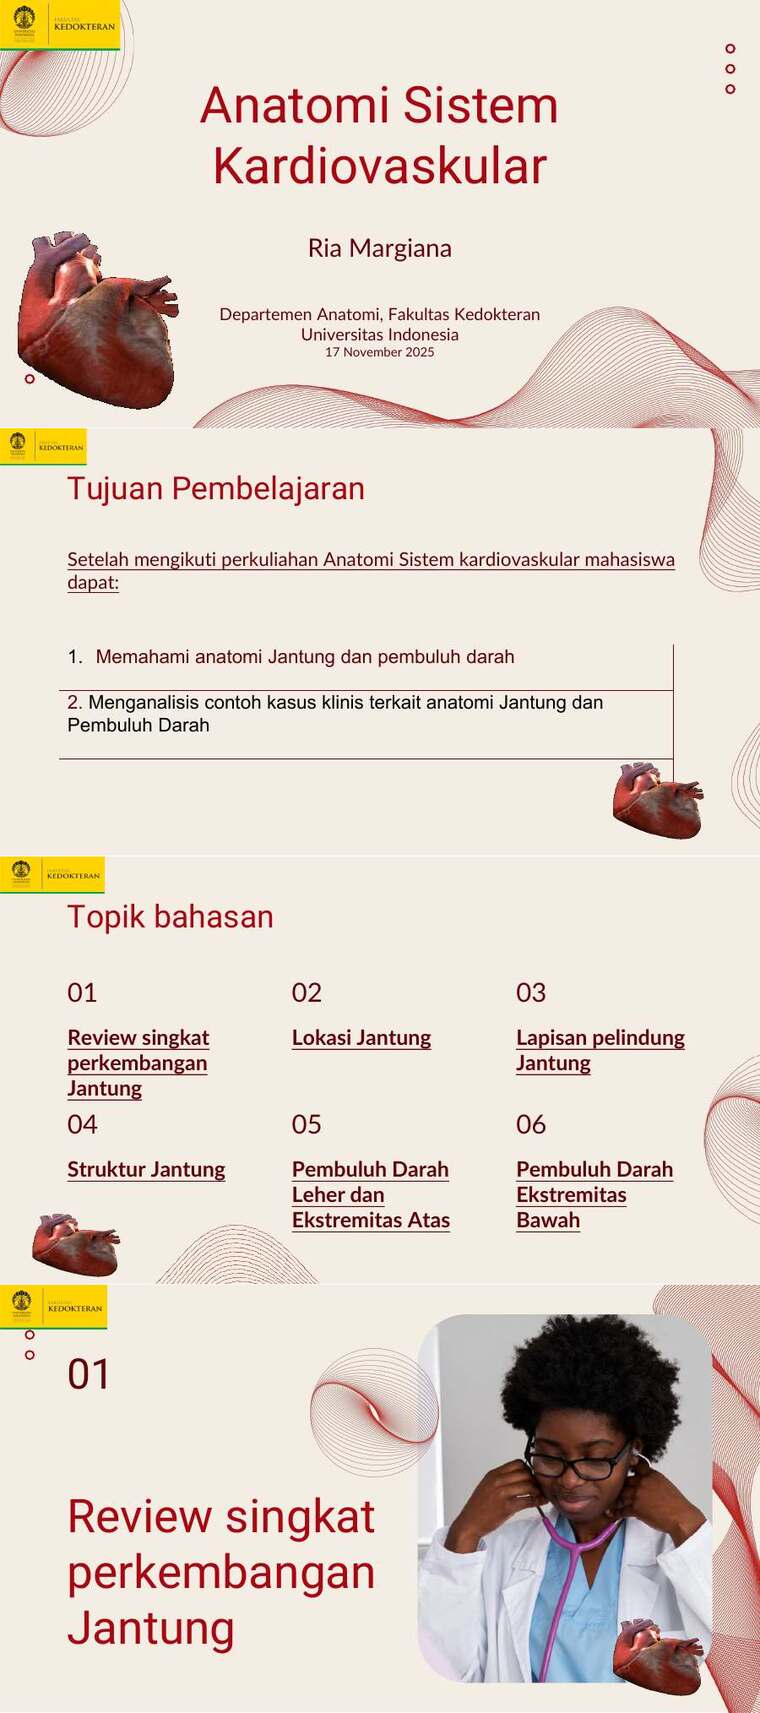 KEDOKTERAN
Anatomi Sistem
Kardiovaskular
Ria Margiana
Departemen Anatomi, Fakultas Kedokteran
Universitas Indonesia
17 November 2025
KEDOKTERAN
Tujuan Pembelajaran
Setelah mengikuti perkuliahan Anatomi Sistem kardiovaskular mahasiswa
dapat:
1. Memahami anatomi Jantung dan pembuluh darah
2. Menganalisis contoh kasus klinis terkait anatomi Jantung dan
Pembuluh Darah
KEDOKTERAN
Topik bahasan
01
Review singkat
perkembangan
Jantung
02
Lokasi Jantung
03
Lapisan pelindung
Jantung
04
Struktur Jantung
05
Pembuluh Darah
Leher dan
Ekstremitas Atas
06
Pembuluh Darah
Ekstremitas
Bawah
KEDOKTERAN
01
Review singkat
perkembangan
Jantung